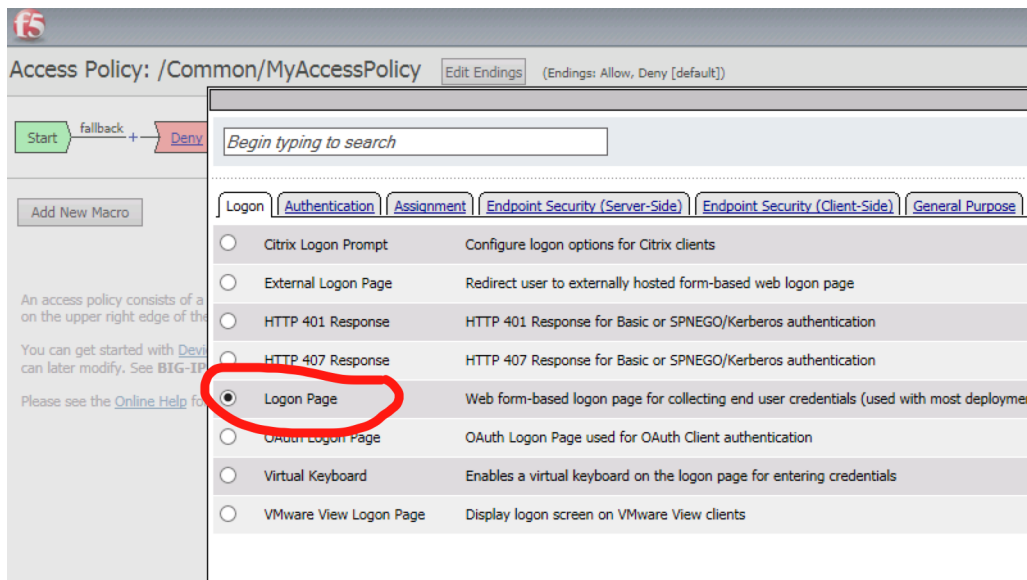 f5
Access Policy: /Common/MyAccessPolicy Edit Endings (Endings: Allow, Deny [default])
Start fallback + Deny
Begin typing to search
Logon Authentication Assignment Endpoint Security (Server-Side) Endpoint Security (Client-Side) General Purpose
Add New Macro
Citrix Logon Prompt Configure logon options for Citrix clients
External Logon Page Redirect user to externally hosted form-based web logon page
An access policy consists of a
on the upper right edge of the
HTTP 401 Response HTTP 401 Response for Basic or SPNEGO/Kerberos authentication
You can get started with Devi
can later modify. See BIG-IP
HTTP 407 Response HTTP 407 Response for Basic or SPNEGO/Kerberos authentication
Please see the Online Help fo
Logon Page Web form-based logon page for collecting end user credentials (used with most deployme
OAuth Logon Page OAuth Logon Page used for OAuth Client authentication
Virtual Keyboard Enables a virtual keyboard on the logon page for entering credentials
VMware View Logon Page Display logon screen on VMware View clients